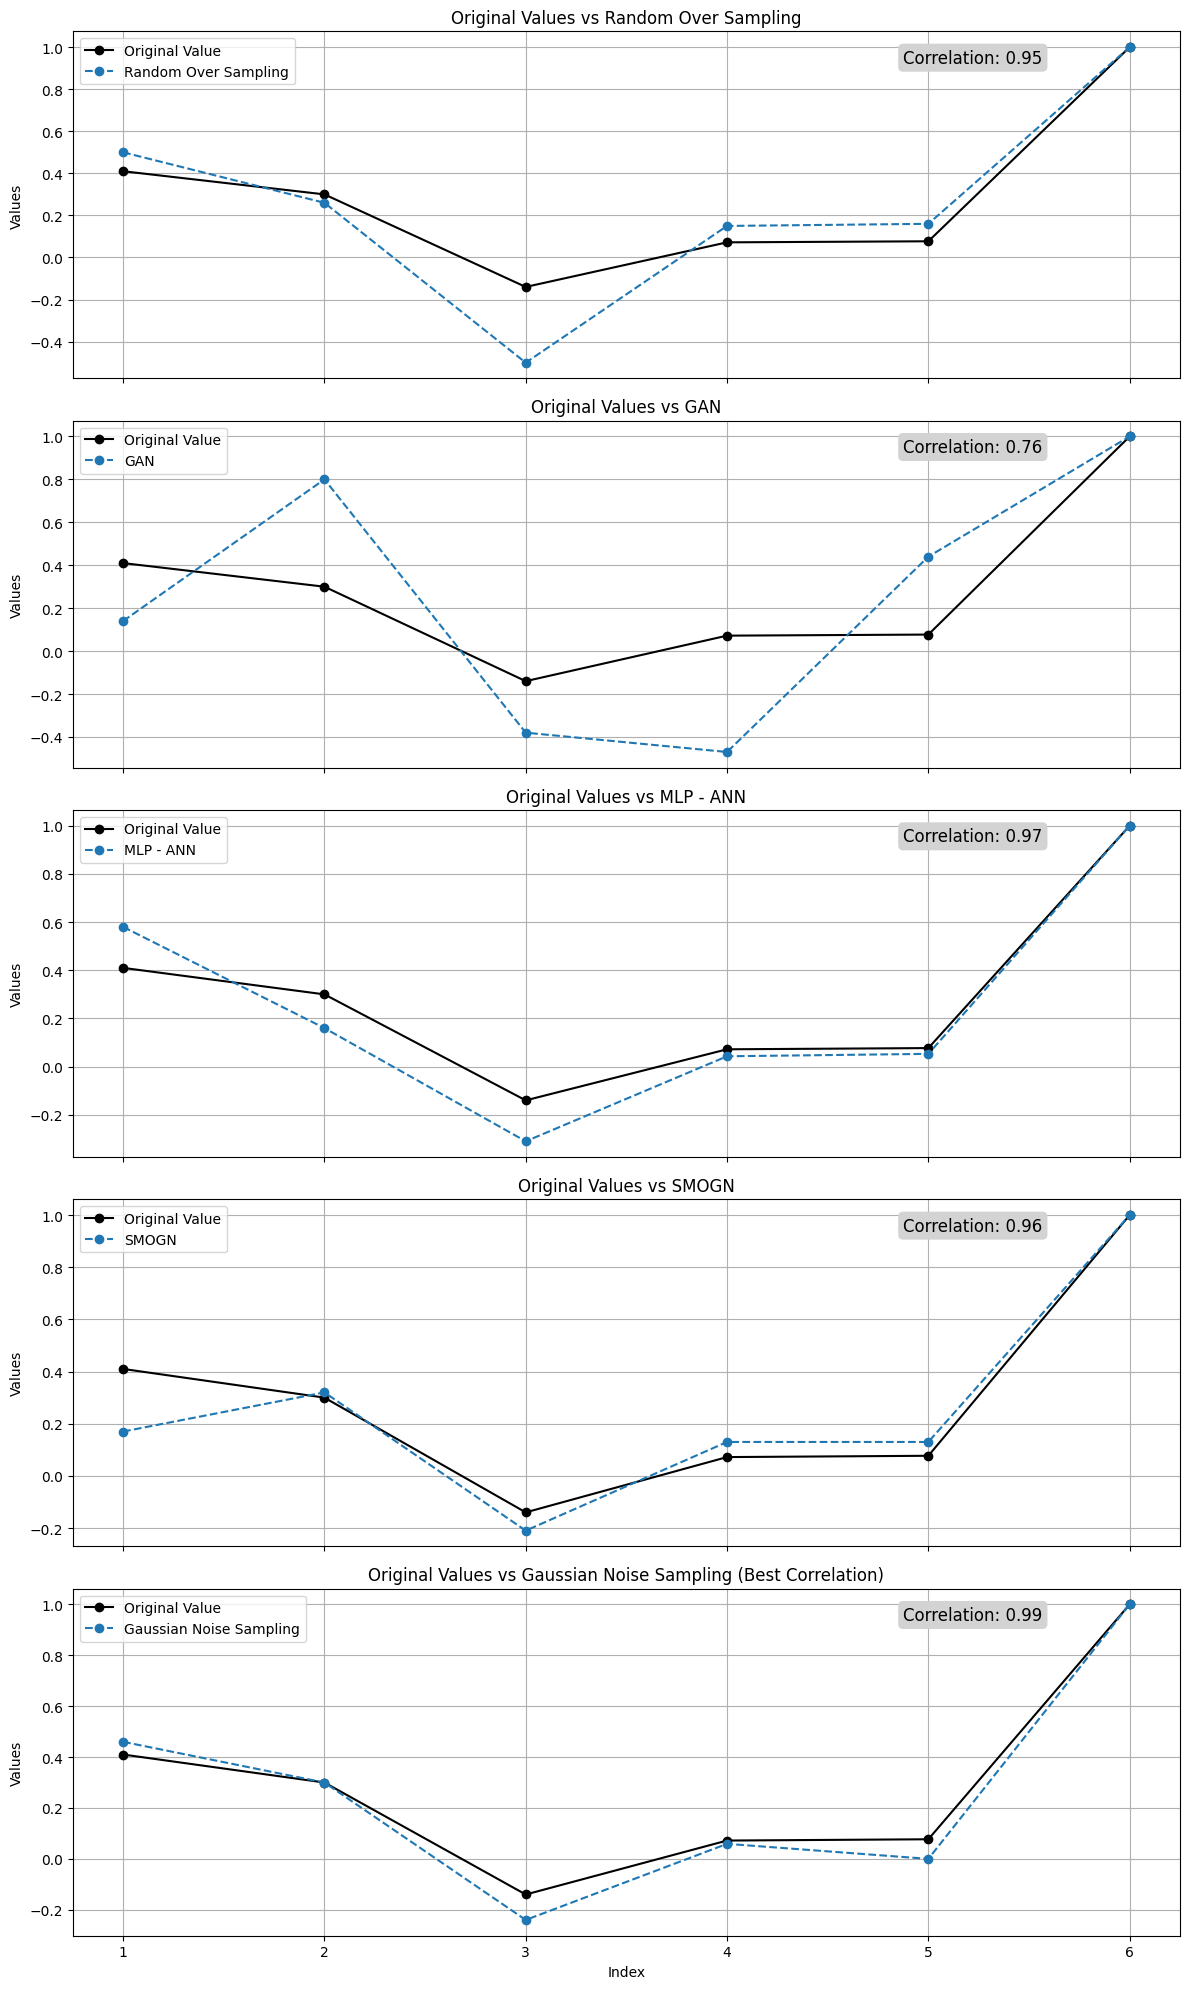 Original Values vs Random Over Sampling
Original Value
Random Over Sampling
Correlation: 0.95
1.0
0.8
0.6
0.4
0.2
0.0
−0.2
−0.4
Values
Original Values vs GAN
Original Value
GAN
Correlation: 0.76
1.0
0.8
0.6
0.4
0.2
0.0
−0.2
−0.4
Values
Original Values vs MLP - ANN
Original Value
MLP - ANN
Correlation: 0.97
1.0
0.8
0.6
0.4
0.2
0.0
−0.2
Values
Original Values vs SMOGN
Original Value
SMOGN
Correlation: 0.96
1.0
0.8
0.6
0.4
0.2
0.0
−0.2
Values
Original Values vs Gaussian Noise Sampling (Best Correlation)
Original Value
Gaussian Noise Sampling
Correlation: 0.99
1.0
0.8
0.6
0.4
0.2
0.0
−0.2
Values
1 2 3 4 5 6
Index